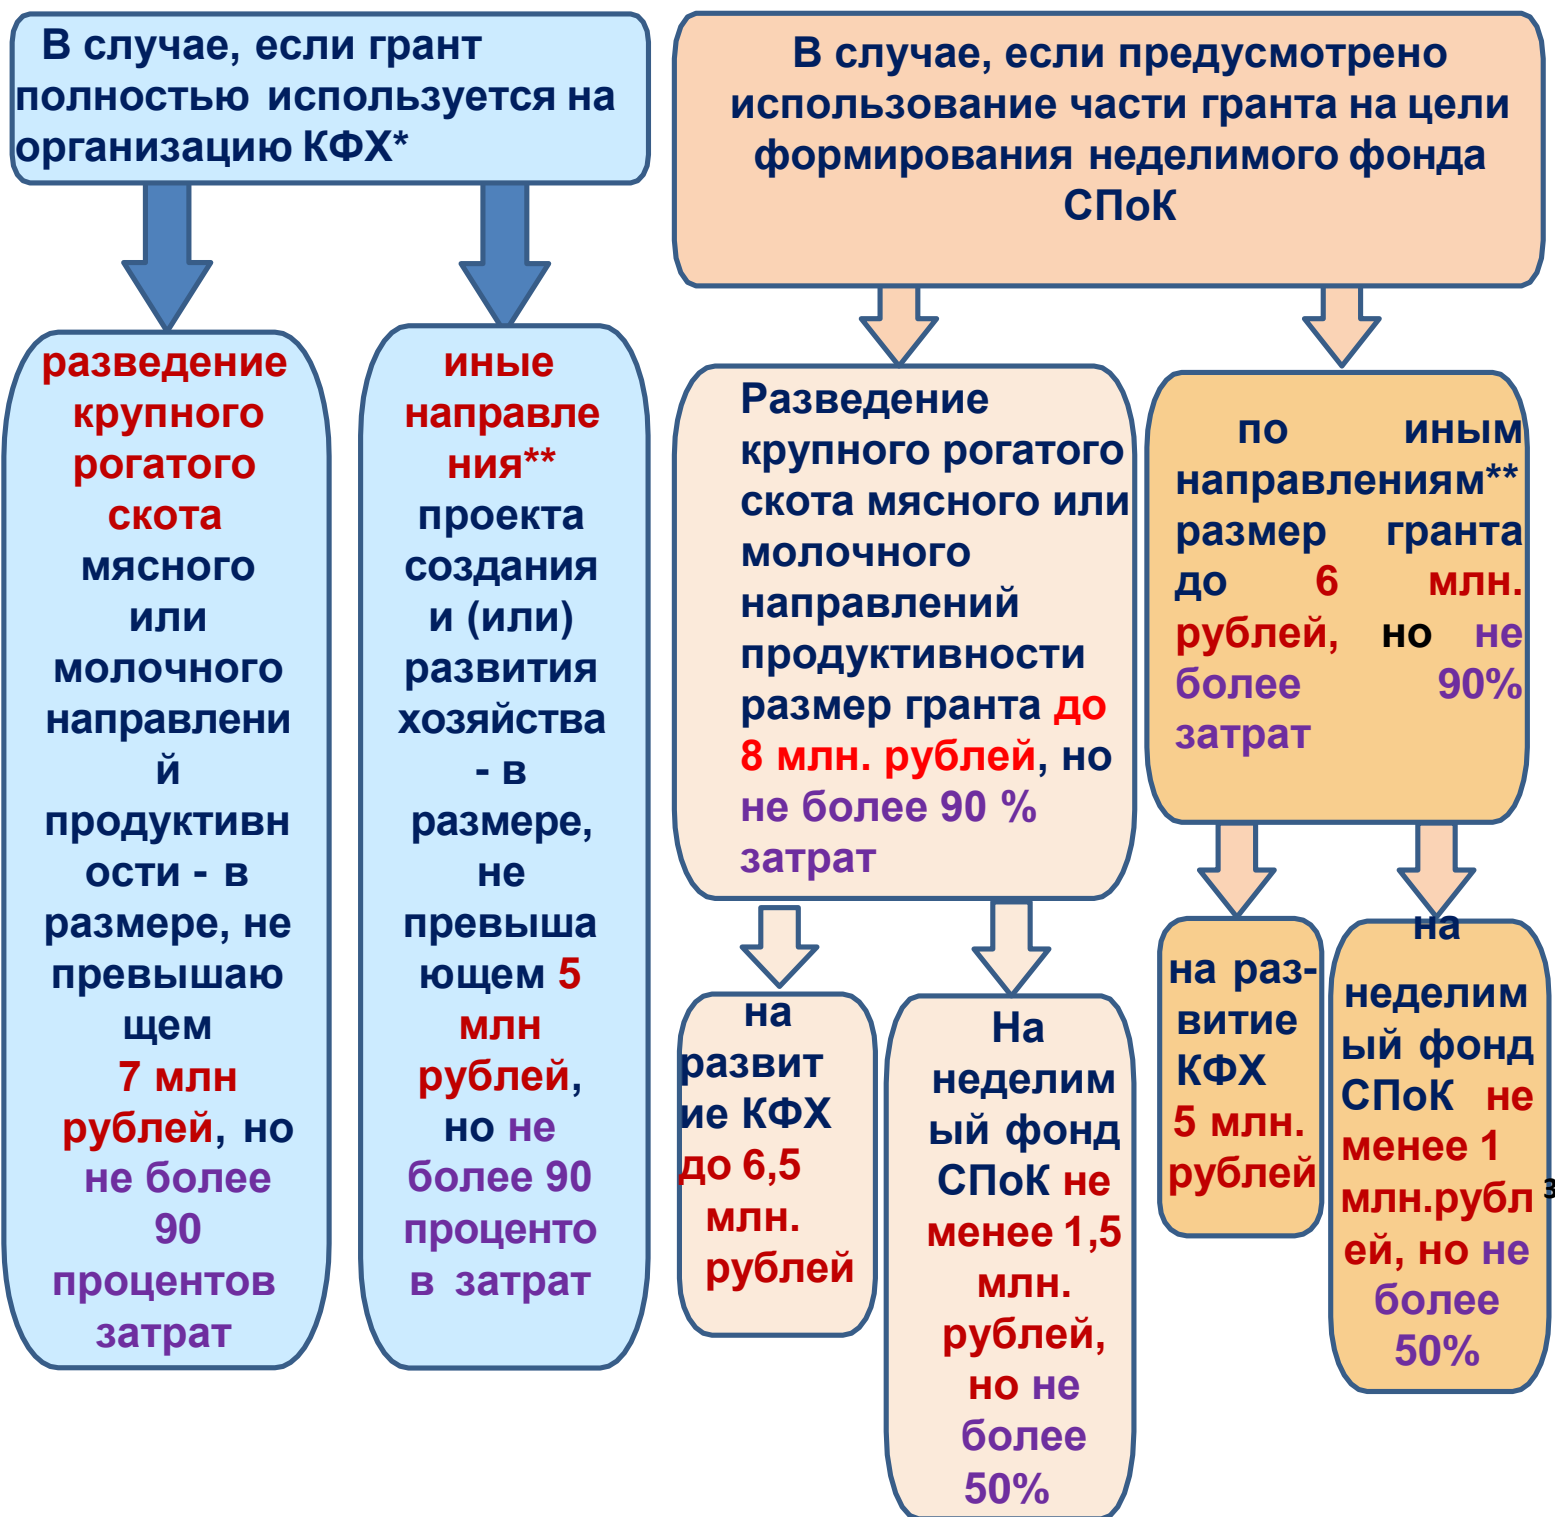 В случае, если грант
полностью используется на
организацию КФХ*
В случае, если предусмотрено
использование части гранта на цели
формирования неделимого фонда
СПоК
разведение
крупного
рогатого
скота
мясного
или
молочного
направлени
й
продуктивн
ости - в
размере, не
превышаю
щем
7 млн
рублей, но
не более
90
процентов
затрат
иные
направле
ния**
проекта
создания
и (или)
развития
хозяйства
- в
размере,
не
превыша
ющем 5
млн
рублей,
но не
более 90
проценто
в затрат
Разведение
крупного рогатого
скота мясного или
молочного
направлений
продуктивности
размер гранта до
8 млн. рублей, но
не более 90 %
затрат
по иным
направлениям**
размер гранта
до 6 млн.
рублей, но не
более 90%
затрат
на
развит
ие КФХ
до 6,5
млн.
рублей
На
неделим
ый фонд
СПоК не
менее 1,5
млн.
рублей,
но не
более
50%
на раз-
витие
КФХ
5 млн.
рублей
на
неделим
ый фонд
СПоК не
менее 1
млн.рубл
ей, но не
более
50%
3